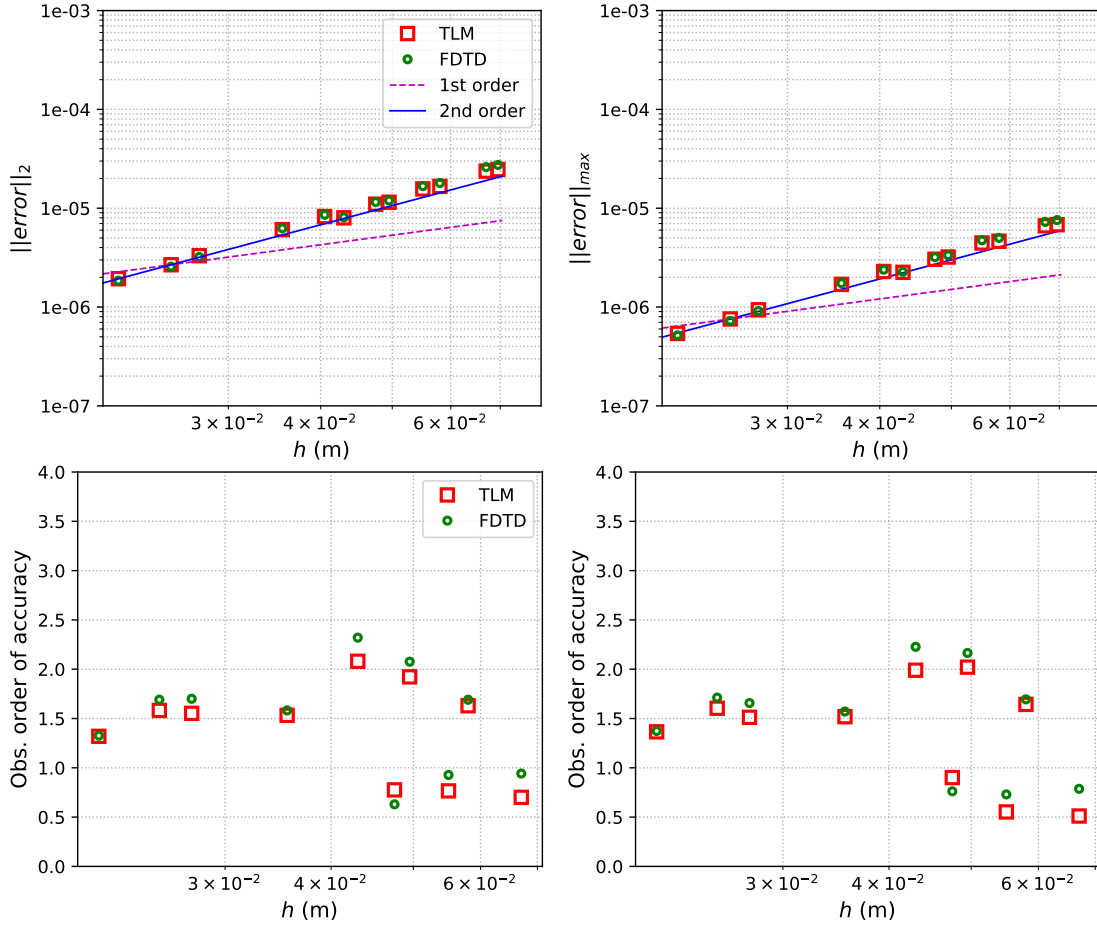 1e-03
1e-04
1e-05
1e-06
1e-07
||error||₂
TLM
FDTD
1st order
2nd order
3 × 10⁻²
4 × 10⁻²
6 × 10⁻²
h (m)
1e-03
1e-04
1e-05
1e-06
1e-07
||error||ₘₐₓ
3 × 10⁻²
4 × 10⁻²
6 × 10⁻²
h (m)
4.0
3.5
3.0
2.5
2.0
1.5
1.0
0.5
0.0
Obs. order of accuracy
TLM
FDTD
3 × 10⁻²
4 × 10⁻²
6 × 10⁻²
h (m)
4.0
3.5
3.0
2.5
2.0
1.5
1.0
0.5
0.0
Obs. order of accuracy
3 × 10⁻²
4 × 10⁻²
6 × 10⁻²
h (m)